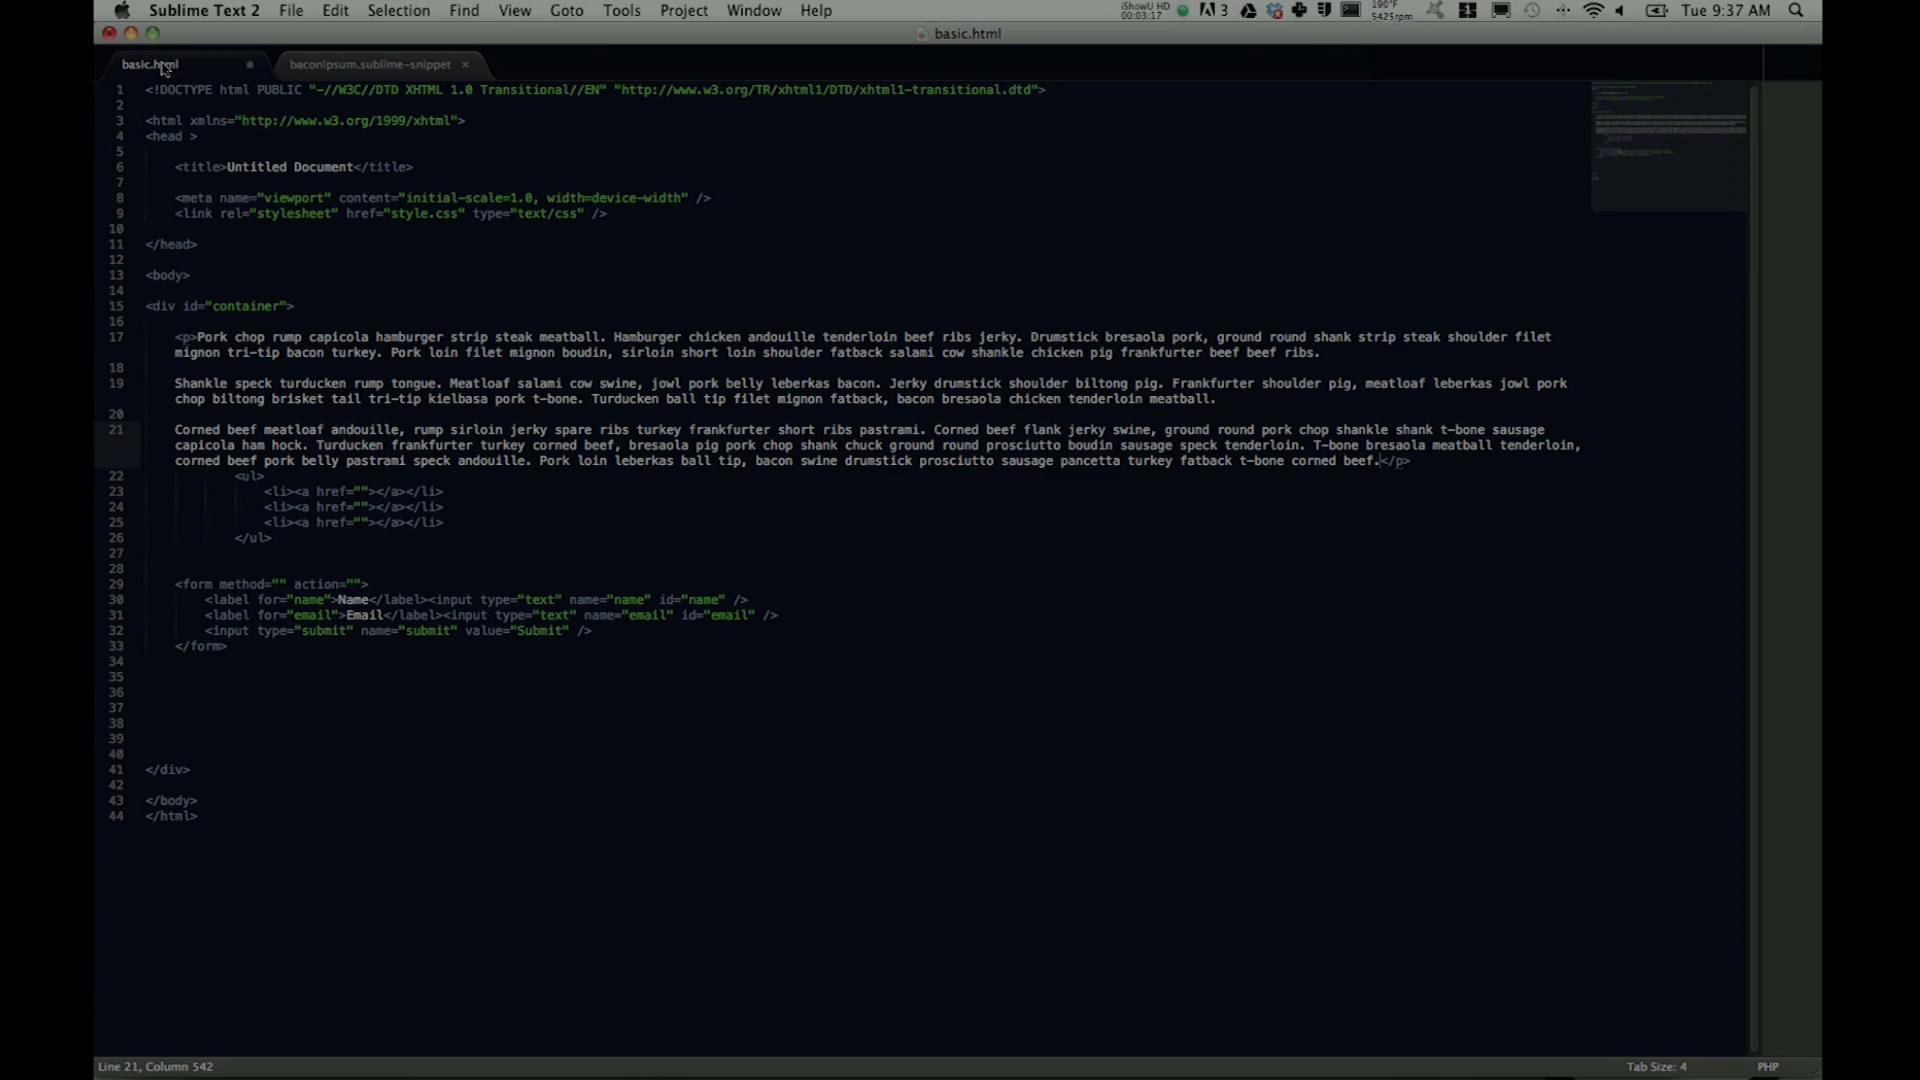 Sublime Text 2 File Edit Selection Find View Goto Tools Project Window Help iShowU HD 00:03:17 3 190°F 5425rpm Tue 9:37 AM
basic.html
basic.html baconipsum.sublime-snippet ×
1 <!DOCTYPE html PUBLIC "-//W3C//DTD XHTML 1.0 Transitional//EN" "http://www.w3.org/TR/xhtml1/DTD/xhtml1-transitional.dtd">
2
3 <html xmlns="http://www.w3.org/1999/xhtml">
4 <head >
5
6 <title>Untitled Document</title>
7
8 <meta name="viewport" content="initial-scale=1.0, width=device-width" />
9 <link rel="stylesheet" href="style.css" type="text/css" />
10
11 </head>
12
13 <body>
14
15 <div id="container">
16
17 <p>Pork chop rump capicola hamburger strip steak meatball. Hamburger chicken andouille tenderloin beef ribs jerky. Drumstick bresaola pork, ground round shank strip steak shoulder filet
mignon tri-tip bacon turkey. Pork loin filet mignon boudin, sirloin short loin shoulder fatback salami cow shankle chicken pig frankfurter beef beef ribs.
18
19 Shankle speck turducken rump tongue. Meatloaf salami cow swine, jowl pork belly leberkas bacon. Jerky drumstick shoulder biltong pig. Frankfurter shoulder pig, meatloaf leberkas jowl pork
chop biltong brisket tail tri-tip kielbasa pork t-bone. Turducken ball tip filet mignon fatback, bacon bresaola chicken tenderloin meatball.
20
21 Corned beef meatloaf andouille, rump sirloin jerky spare ribs turkey frankfurter short ribs pastrami. Corned beef flank jerky swine, ground round pork chop shankle shank t-bone sausage
capicola ham hock. Turducken frankfurter turkey corned beef, bresaola pig pork chop shank chuck ground round prosciutto boudin sausage speck tenderloin. T-bone bresaola meatball tenderloin,
corned beef pork belly pastrami speck andouille. Pork loin leberkas ball tip, bacon swine drumstick prosciutto sausage pancetta turkey fatback t-bone corned beef.</p>
22 <ul>
23 <li><a href=""></a></li>
24 <li><a href=""></a></li>
25 <li><a href=""></a></li>
26 </ul>
27
28
29 <form method="" action="">
30 <label for="name">Name</label><input type="text" name="name" id="name" />
31 <label for="email">Email</label><input type="text" name="email" id="email" />
32 <input type="submit" name="submit" value="Submit" />
33 </form>
34
35
36
37
38
39
40
41 </div>
42
43 </body>
44 </html>
Line 21, Column 542 Tab Size: 4 PHP